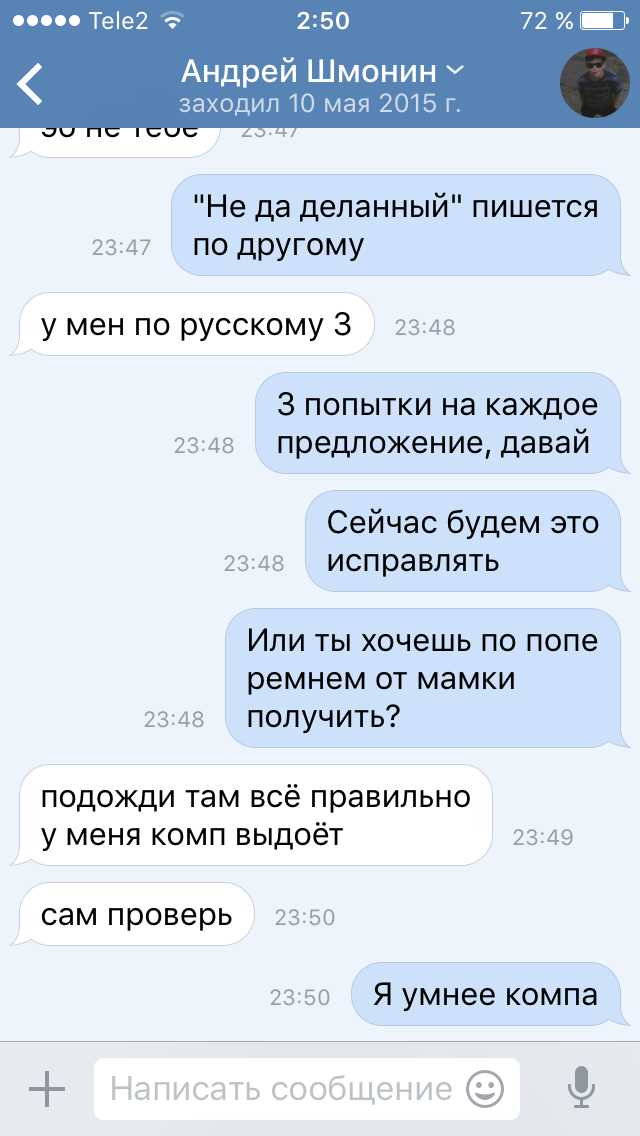 Tele2
2:50
72 %
Андрей Шмонин
заходил 10 мая 2015 г.
не тебе
23:47
"Не да деланный" пишется
по другому
23:47
у мен по русскому 3
23:48
3 попытки на каждое
предложение, давай
23:48
Сейчас будем это
исправлять
23:48
Или ты хочешь по попе
ремнем от мамки
получить?
23:48
подожди там всё правильно
у меня комп выдоёт
23:49
сам проверь
23:50
Я умнее компа
23:50
Написать сообщение